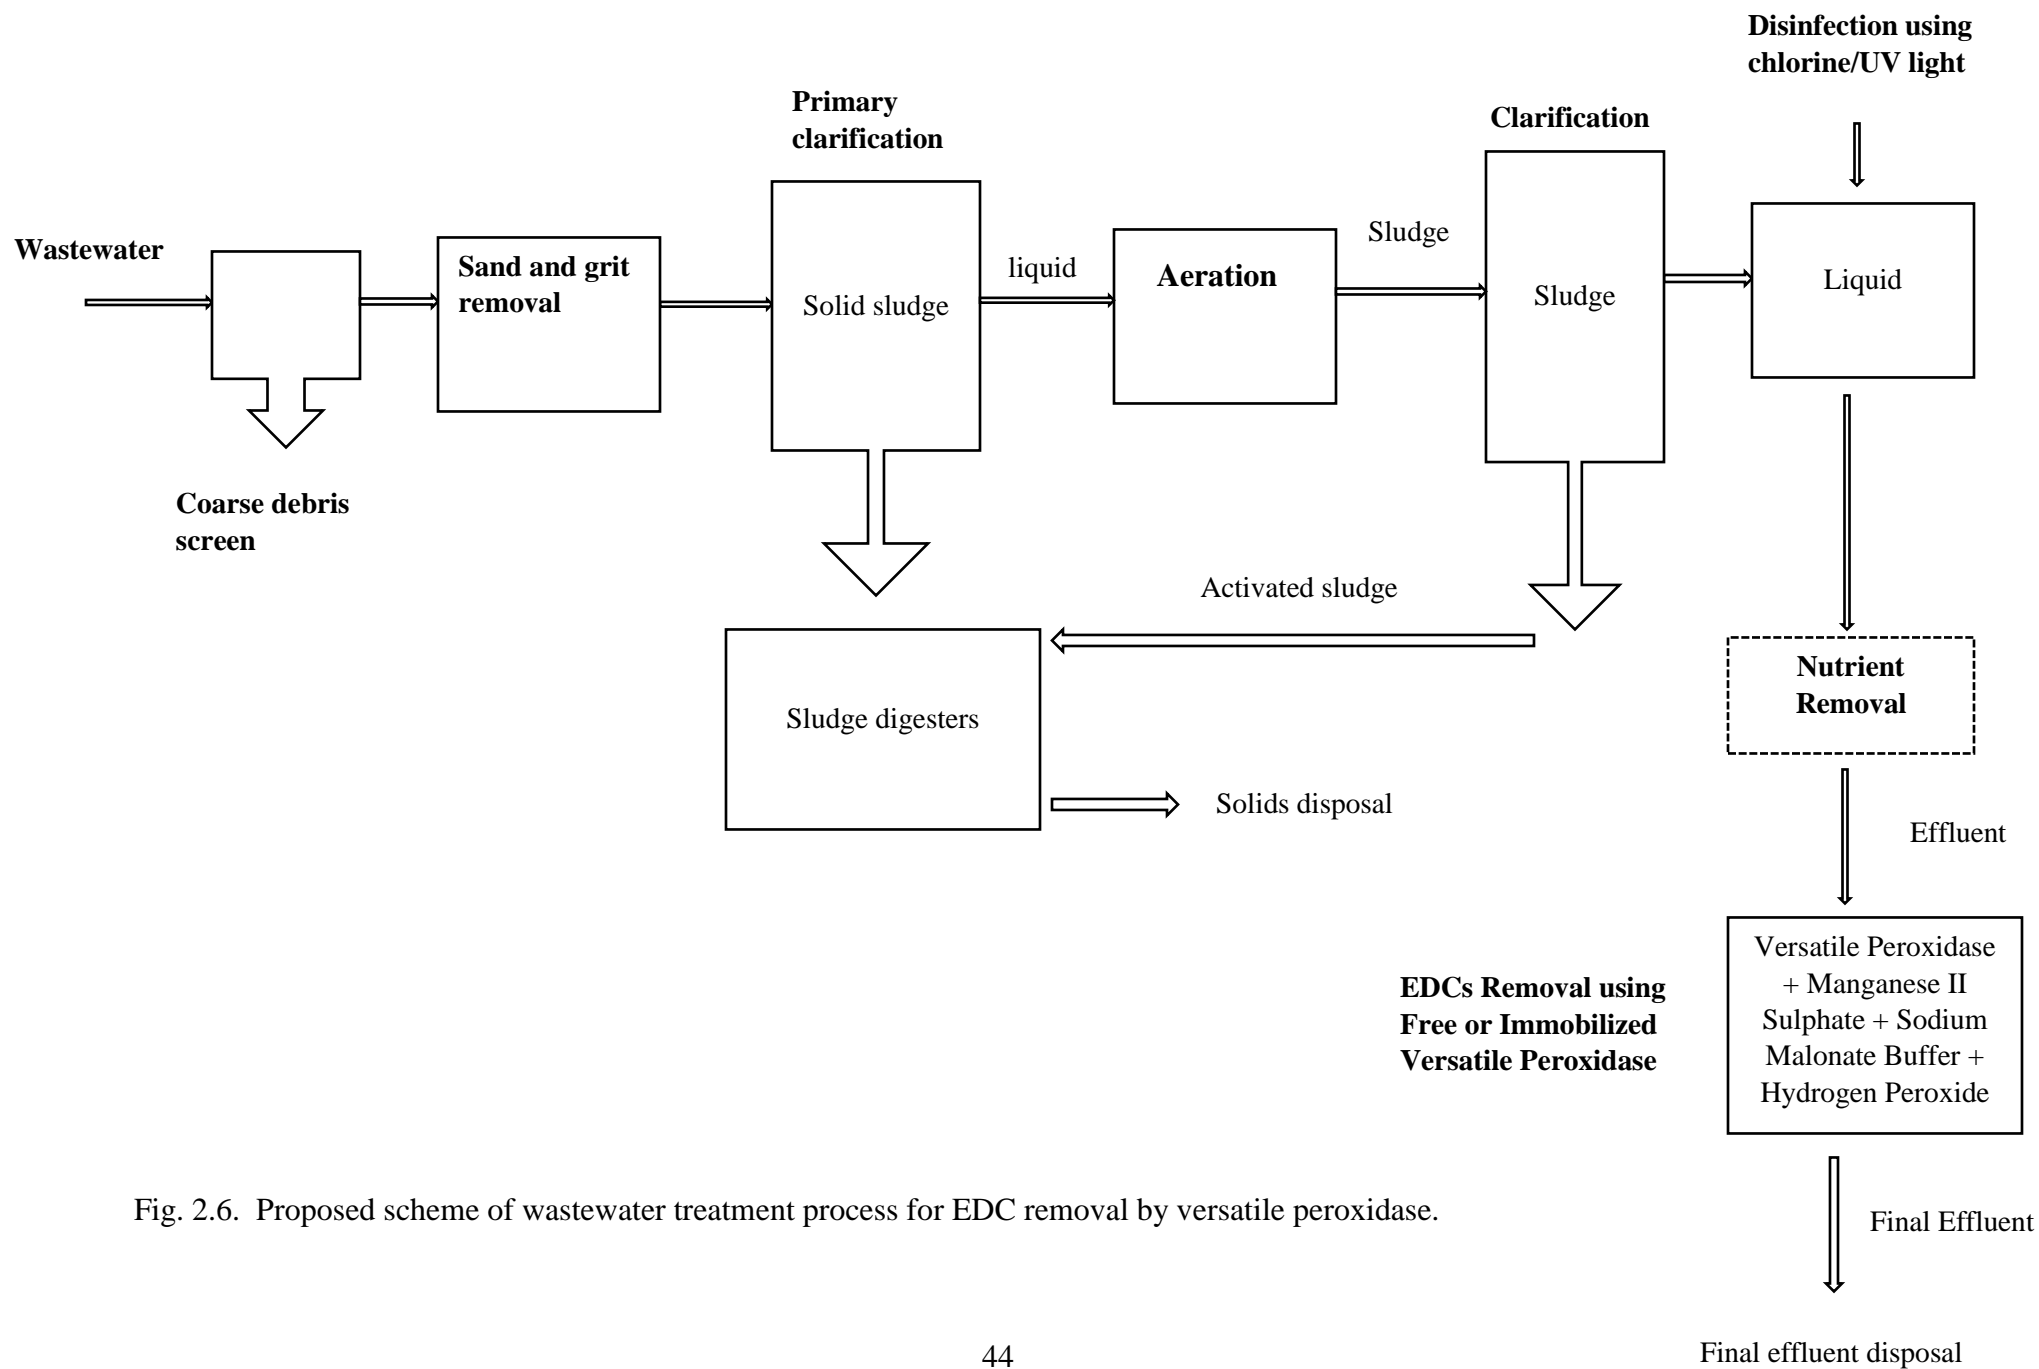 Disinfection using
chlorine/UV light
Primary
clarification
Clarification
Wastewater
Sand and grit
removal
Solid sludge
liquid
Aeration
Sludge
Sludge
Liquid
Coarse debris
screen
Activated sludge
Sludge digesters
Solids disposal
Nutrient
Removal
Effluent
EDCs Removal using
Free or Immobilized
Versatile Peroxidase
Versatile Peroxidase
+ Manganese II
Sulphate + Sodium
Malonate Buffer +
Hydrogen Peroxide
Fig. 2.6.  Proposed scheme of wastewater treatment process for EDC removal by versatile peroxidase.
Final Effluent
Final effluent disposal
44